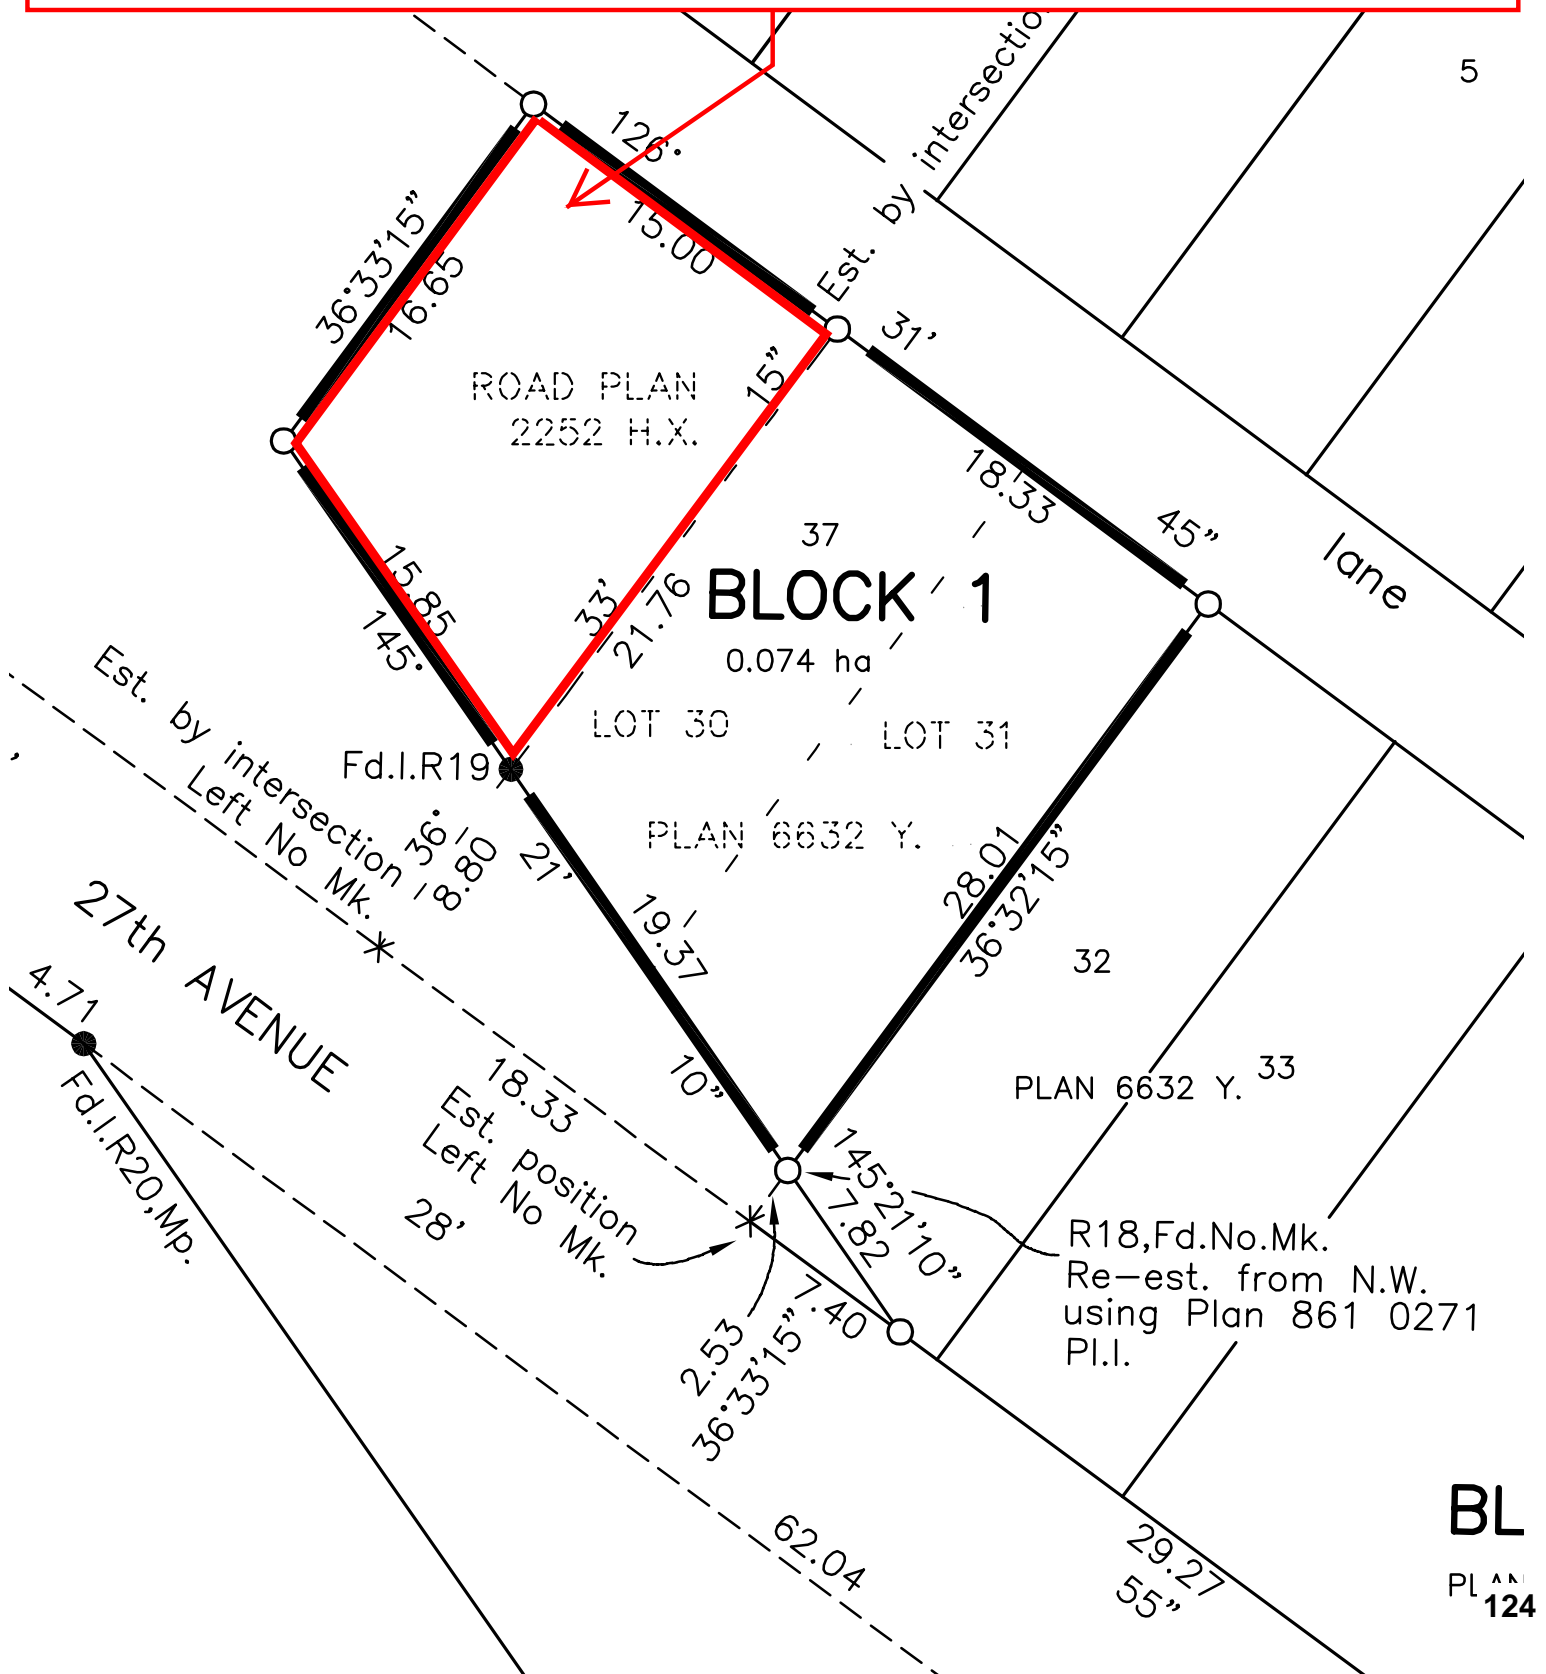 5
Est. by intersection
126°
15.00
36°33'15"
16.65
31'
15"
ROAD PLAN
2252 H.X.
18.33
45"
lane
37
BLOCK 1
0.074 ha
33'
21.76
15.85
145°
LOT 30
LOT 31
Est. by intersection
Left No Mk.
Fd.I.R19
36°
8.80
21'
PLAN 6632 Y.
28.01
36°32'15"
19.37
27th AVENUE
32
4.71
10"
33
PLAN 6632 Y.
18.33
Fd.I.R20,Mp.
Est. position
Left No Mk.
28'
145°21'10"
7.82
R18,Fd.No.Mk.
Re-est. from N.W.
using Plan 861 0271
Pl.I.
7.40
2.53
36°33'15"
BL
62.04
29.27
55"
PLAN
124